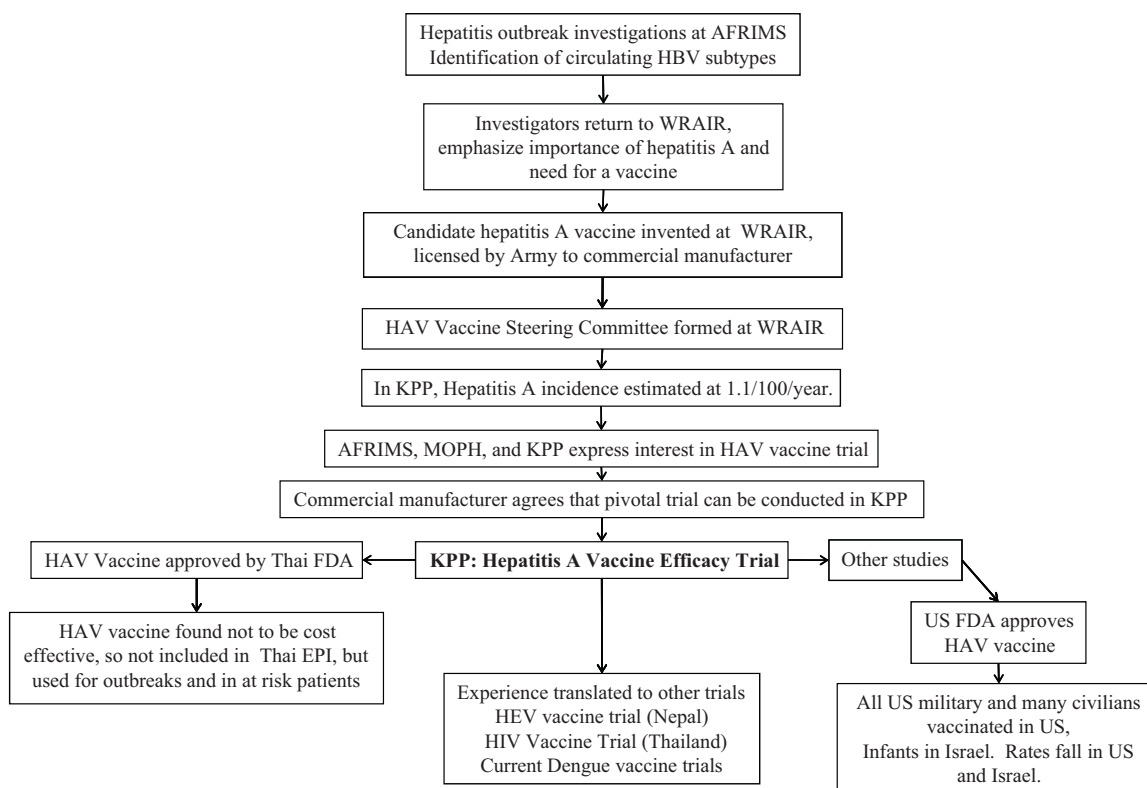 Hepatitis outbreak investigations at AFRIMS
Identification of circulating HBV subtypes
Investigators return to WRAIR,
emphasize importance of hepatitis A and
need for a vaccine
Candidate hepatitis A vaccine invented at WRAIR,
licensed by Army to commercial manufacturer
HAV Vaccine Steering Committee formed at WRAIR
In KPP, Hepatitis A incidence estimated at 1.1/100/year.
AFRIMS, MOPH, and KPP express interest in HAV vaccine trial
Commercial manufacturer agrees that pivotal trial can be conducted in KPP
HAV Vaccine approved by Thai FDA
KPP: Hepatitis A Vaccine Efficacy Trial
Other studies
HAV vaccine found not to be cost
effective, so not included in Thai EPI, but
used for outbreaks and in at risk patients
US FDA approves
HAV vaccine
Experience translated to other trials
HEV vaccine trial (Nepal)
HIV Vaccine Trial (Thailand)
Current Dengue vaccine trials
All US military and many civilians
vaccinated in US,
Infants in Israel. Rates fall in US
and Israel.